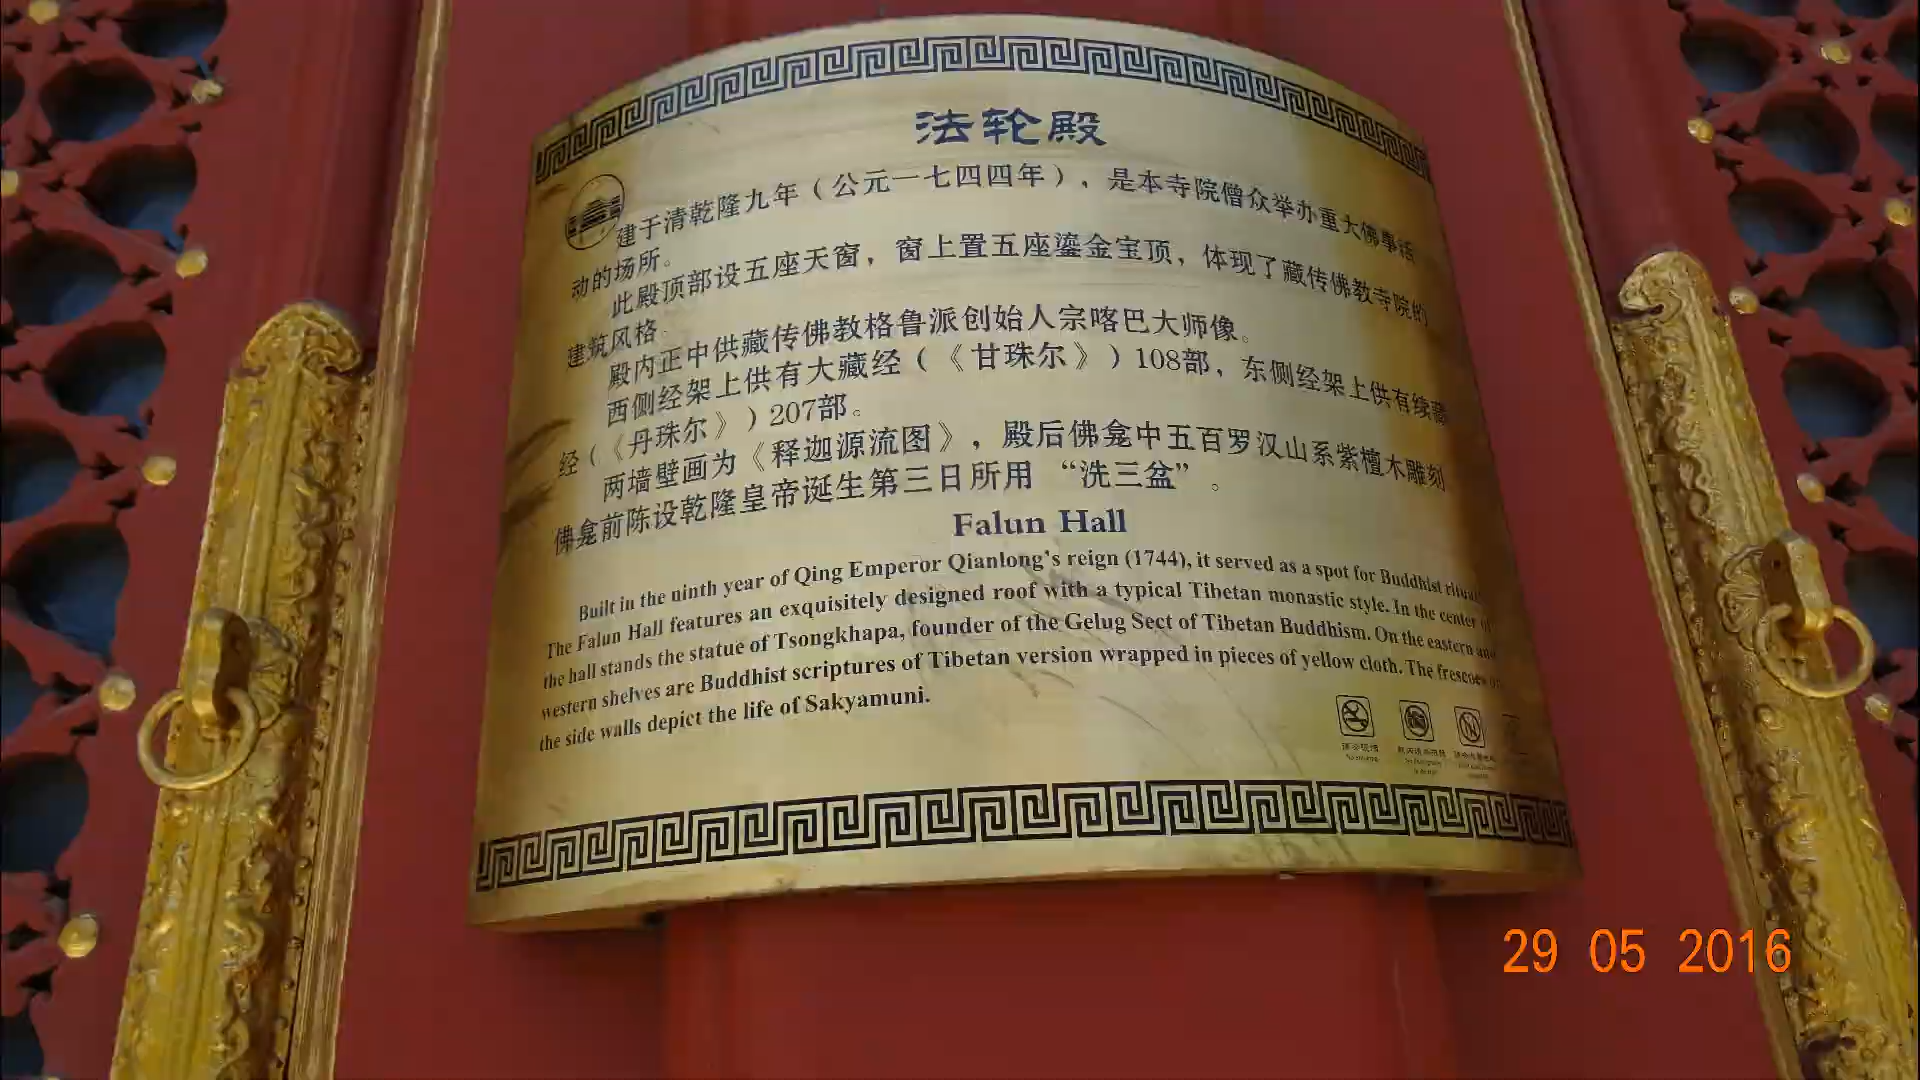 法轮殿
建于清乾隆九年（公元一七四四年），是本寺院僧众举办重大佛事活
动的场所。
此殿顶部设五座天窗，窗上置五座鎏金宝顶，体现了藏传佛教寺院的
建筑风格。
殿内正中供藏传佛教格鲁派创始人宗喀巴大师像。
西侧经架上供有大藏经（《甘珠尔》）108部，东侧经架上供有续藏
经（《丹珠尔》）207部。
两墙壁画为《释迦源流图》，殿后佛龛中五百罗汉山系紫檀木雕刻
佛龛前陈设乾隆皇帝诞生第三日所用“洗三盆”。
Falun Hall
Built in the ninth year of Qing Emperor Qianlong's reign (1744), it served as a spot for Buddhist
The Falun Hall features an exquisitely designed roof with a typical Tibetan monastic style. In the center of
the hall stands the statue of Tsongkhapa, founder of the Gelug Sect of Tibetan Buddhism. On the eastern and
western shelves are Buddhist scriptures of Tibetan version wrapped in pieces of yellow cloth. The frescoes
the side walls depict the life of Sakyamuni.
29 05 2016